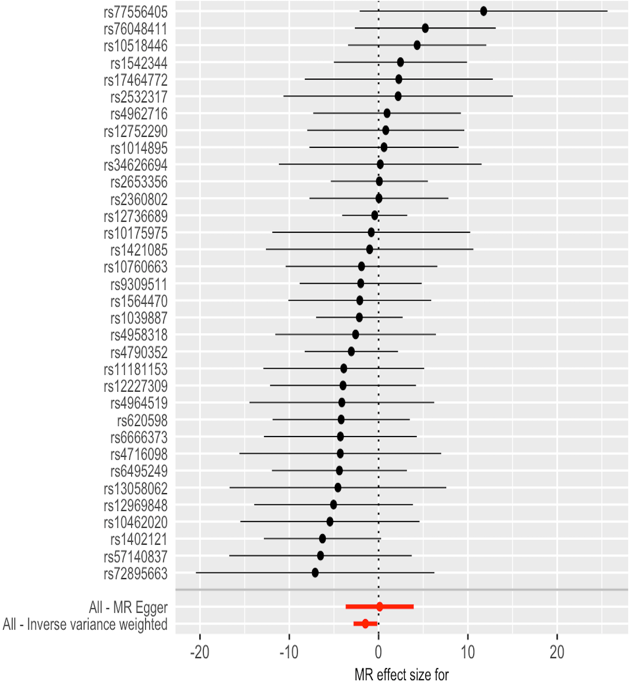 rs77556405
rs76048411
rs10518446
rs1542344
rs17464772
rs2532317
rs4962716
rs12752290
rs1014895
rs34626694
rs2653356
rs2360802
rs12736689
rs10175975
rs1421085
rs10760663
rs9309511
rs1564470
rs1039887
rs4958318
rs4790352
rs11181153
rs12227309
rs4964519
rs620598
rs6666373
rs4716098
rs6495249
rs13058062
rs12969848
rs10462020
rs1402121
rs57140837
rs72895663
All - MR Egger
All - Inverse variance weighted
-20 -10 0 10 20
MR effect size for